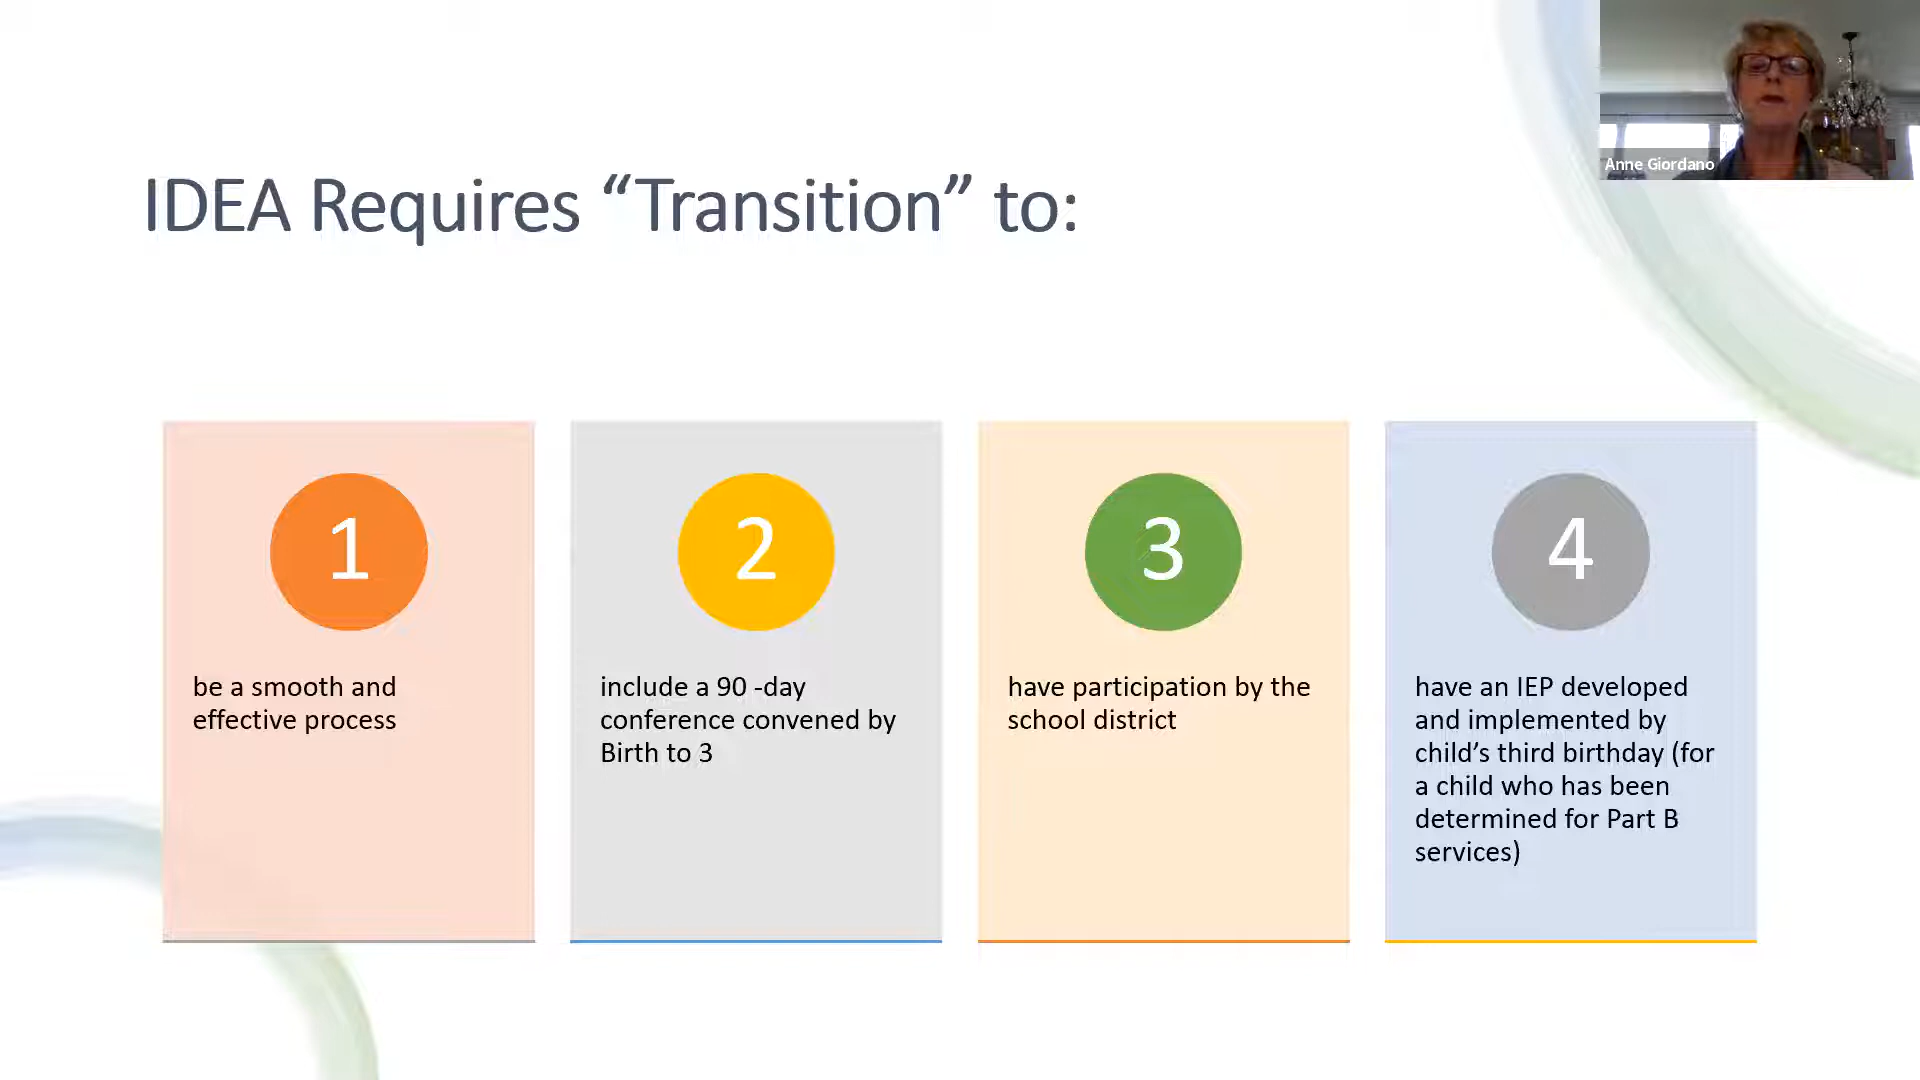 Anne Giordano
IDEA Requires “Transition” to:
1
be a smooth and
effective process
2
include a 90 -day
conference convened by
Birth to 3
3
have participation by the
school district
4
have an IEP developed
and implemented by
child’s third birthday (for
a child who has been
determined for Part B
services)